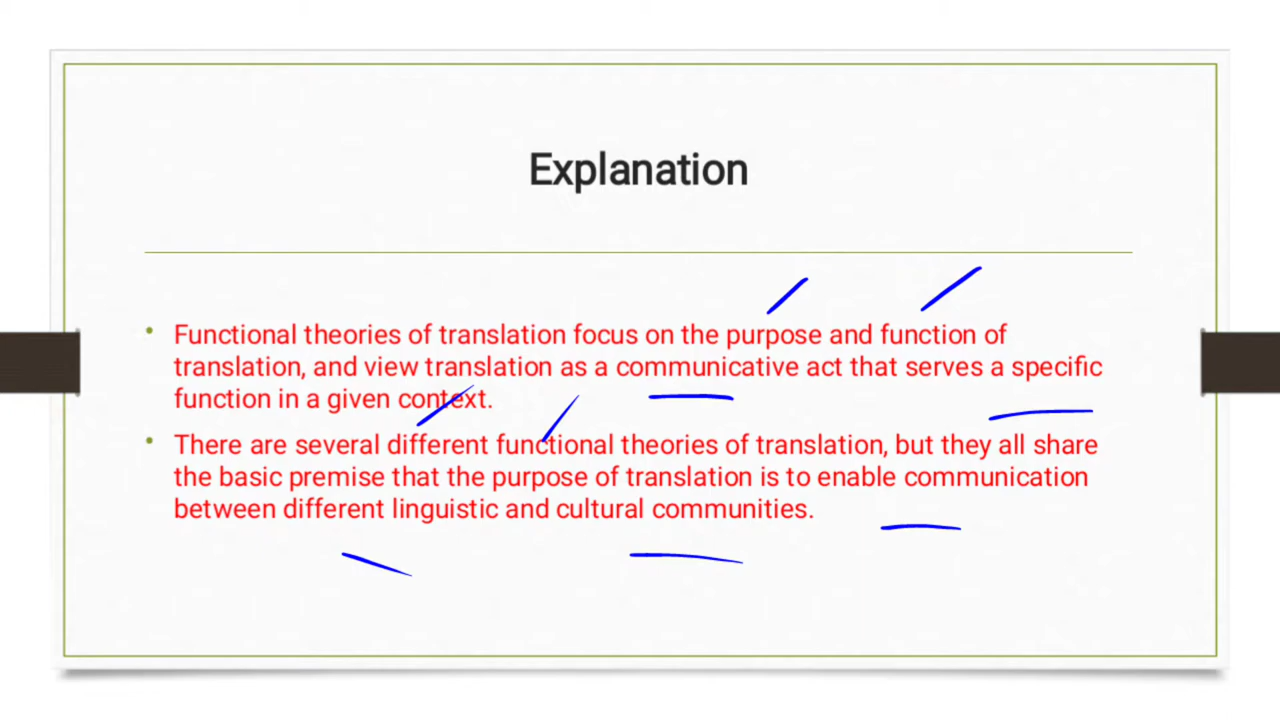 Explanation
• Functional theories of translation focus on the purpose and function of
translation, and view translation as a communicative act that serves a specific
function in a given context.
• There are several different functional theories of translation, but they all share
the basic premise that the purpose of translation is to enable communication
between different linguistic and cultural communities.